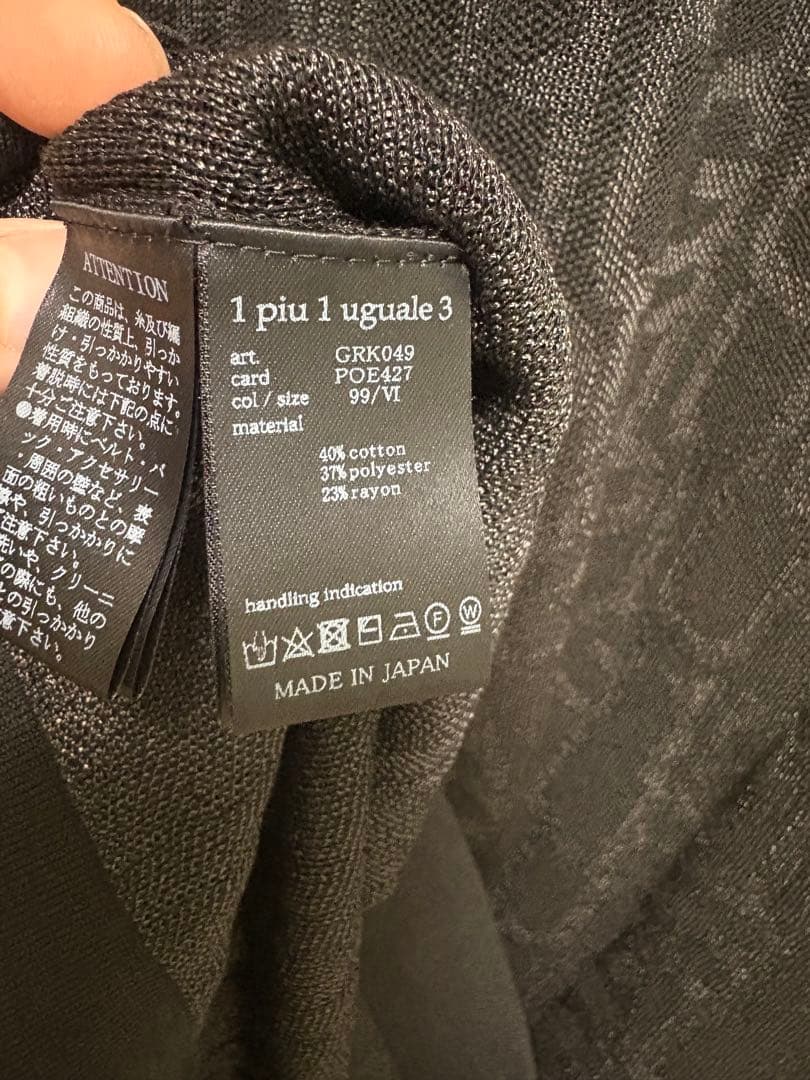 ATTENTION
この商品は、糸及び編
組織の性質上、引っか
け・引っかかりやすい
性質をもっております。
着脱時には下記の点に
十分ご注意下さい。
●着用時にベルト・バ
ック・アクセサリー
・周囲の壁など、表
面の粗いものとの摩
擦や、引っかかりに
ご注意下さい。
洗いや、クリーニ
の際にも、他の
との引っかかり
意下さい。
1 piu 1 uguale 3
art. GRK049
card POE427
col / size 99/VI
material
40% cotton
37% polyester
23% rayon
handling indication
F W
MADE IN JAPAN